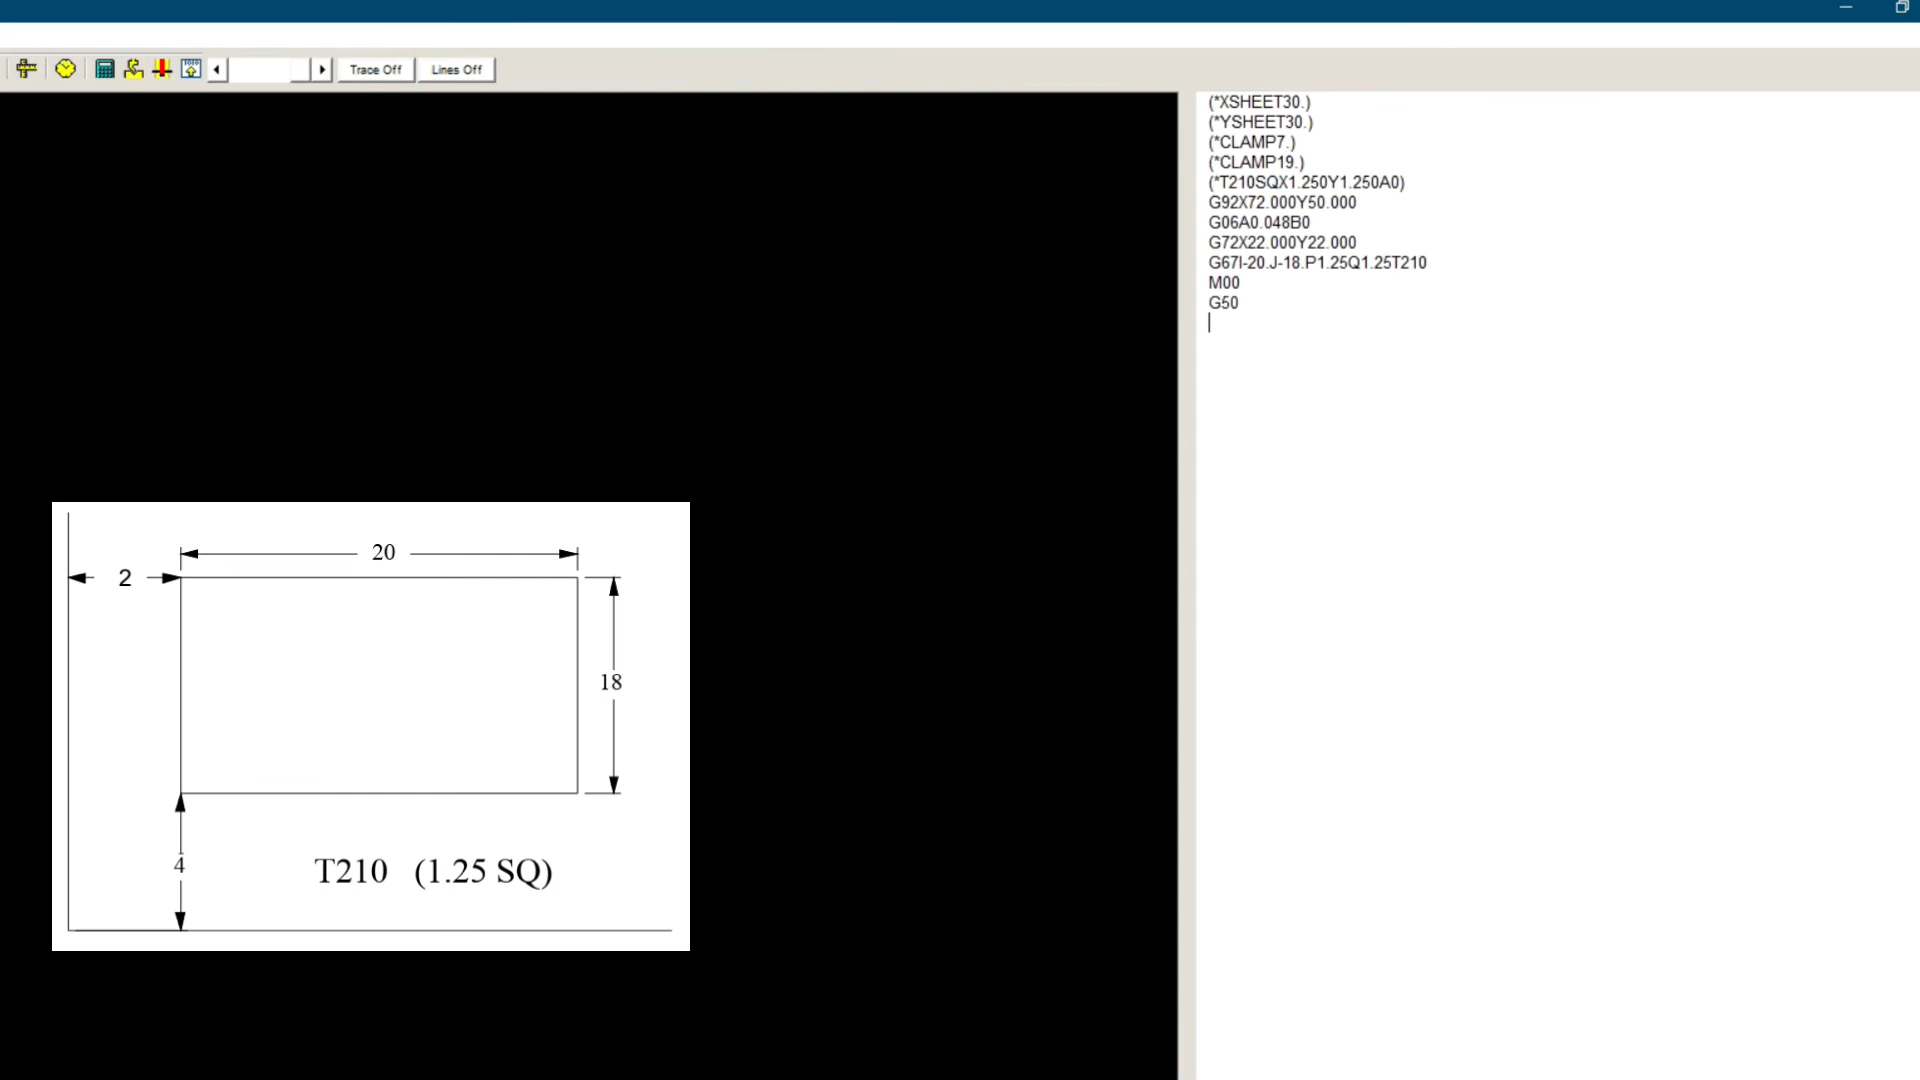 Trace Off
Lines Off
(*XSHEET30.)
(*YSHEET30.)
(*CLAMP7.)
(*CLAMP19.)
(*T210SQX1.250Y1.250A0)
G92X72.000Y50.000
G06A0.048B0
G72X22.000Y22.000
G67I-20.J-18.P1.25Q1.25T210
M00
G50
20
2
18
4
T210 (1.25 SQ)